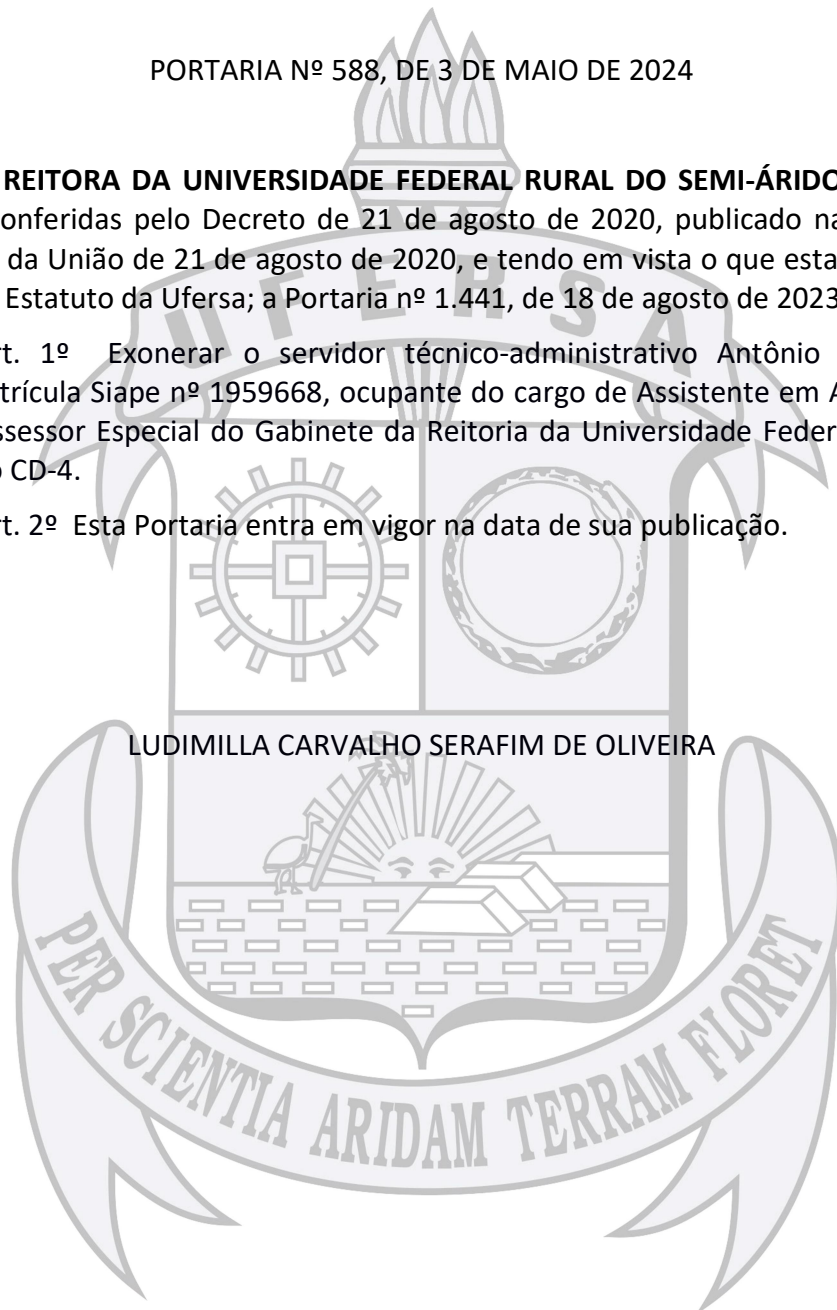 PORTARIA Nº 588, DE 3 DE MAIO DE 2024
REITORA DA UNIVERSIDADE FEDERAL RURAL DO SEMI-ÁRIDO
onferidas pelo Decreto de 21 de agosto de 2020, publicado na
da União de 21 de agosto de 2020, e tendo em vista o que esta
Estatuto da Ufersa; a Portaria nº 1.441, de 18 de agosto de 2023
rt. 1º Exonerar o servidor técnico-administrativo Antônio
trícula Siape nº 1959668, ocupante do cargo de Assistente em A
ssessor Especial do Gabinete da Reitoria da Universidade Feder
o CD-4.
rt. 2º Esta Portaria entra em vigor na data de sua publicação.
LUDIMILLA CARVALHO SERAFIM DE OLIVEIRA
UFERSA
PER SCIENTIA ARIDAM TERRAM FLORET